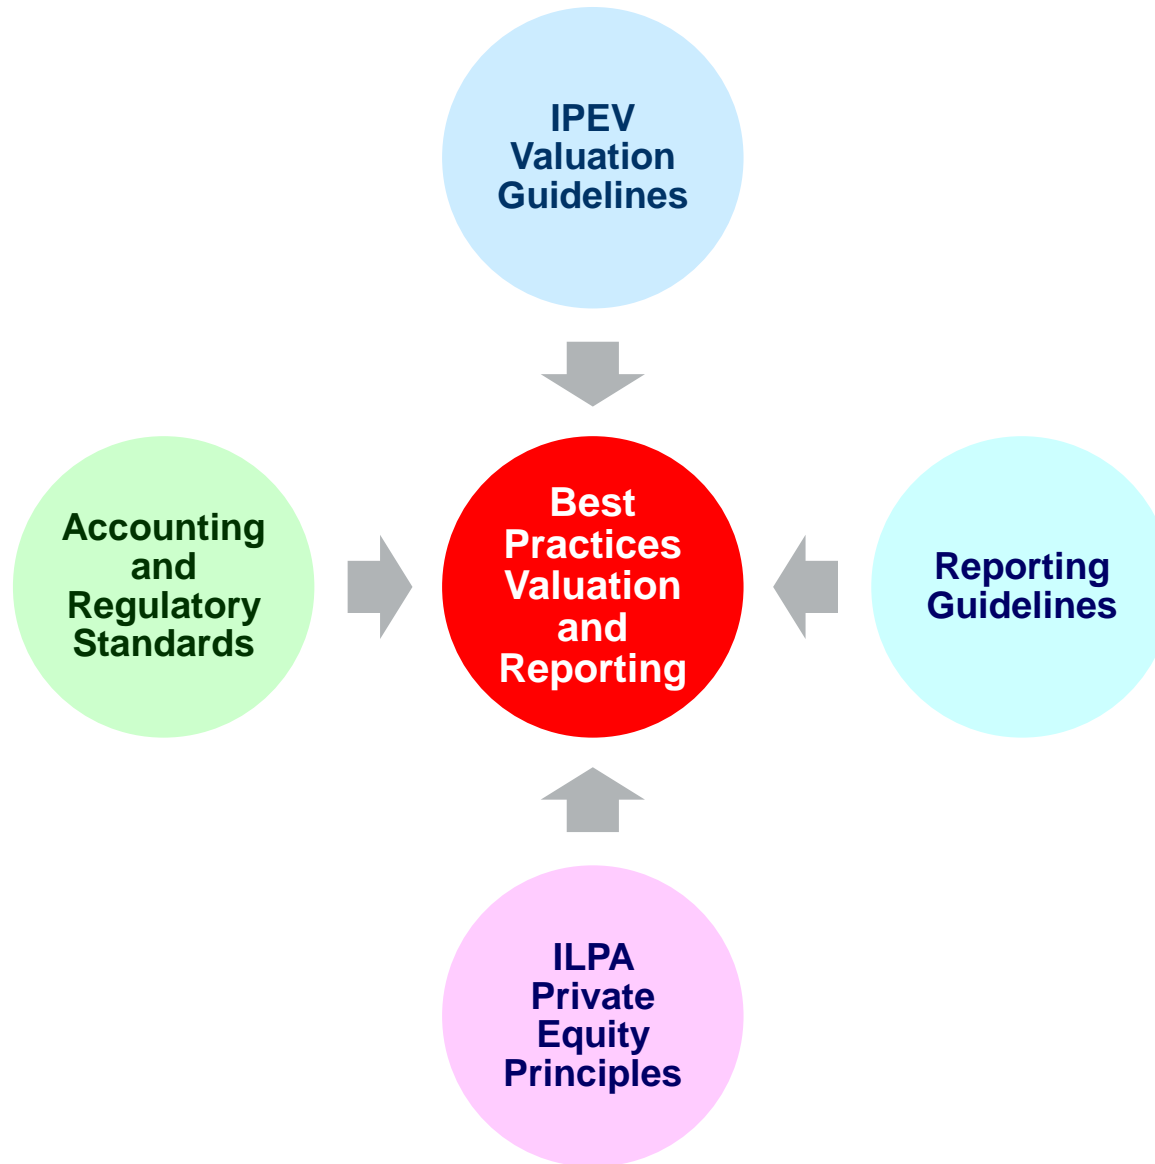 IPEV
Valuation
Guidelines
Accounting
and
Regulatory
Standards
Best
Practices
Valuation
and
Reporting
Reporting
Guidelines
ILPA
Private
Equity
Principles